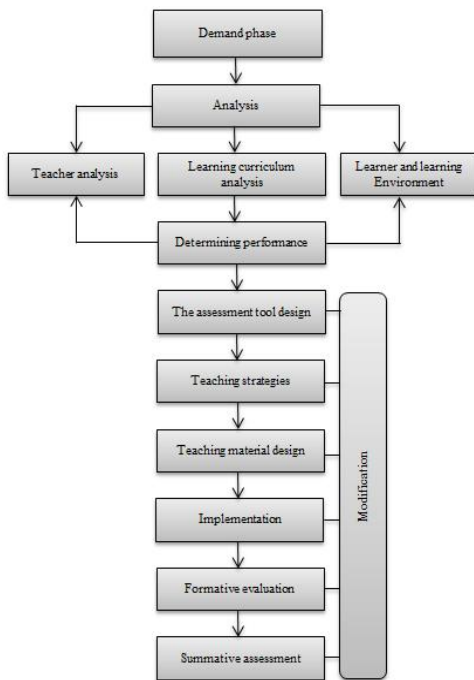 Demand phase
Analysis
Teacher analysis
Learning curriculum
analysis
Learner and learning
Environment
Determining performance
The assessment tool design
Teaching strategies
Teaching material design
Implementation
Formative evaluation
Summative assessment
Modification